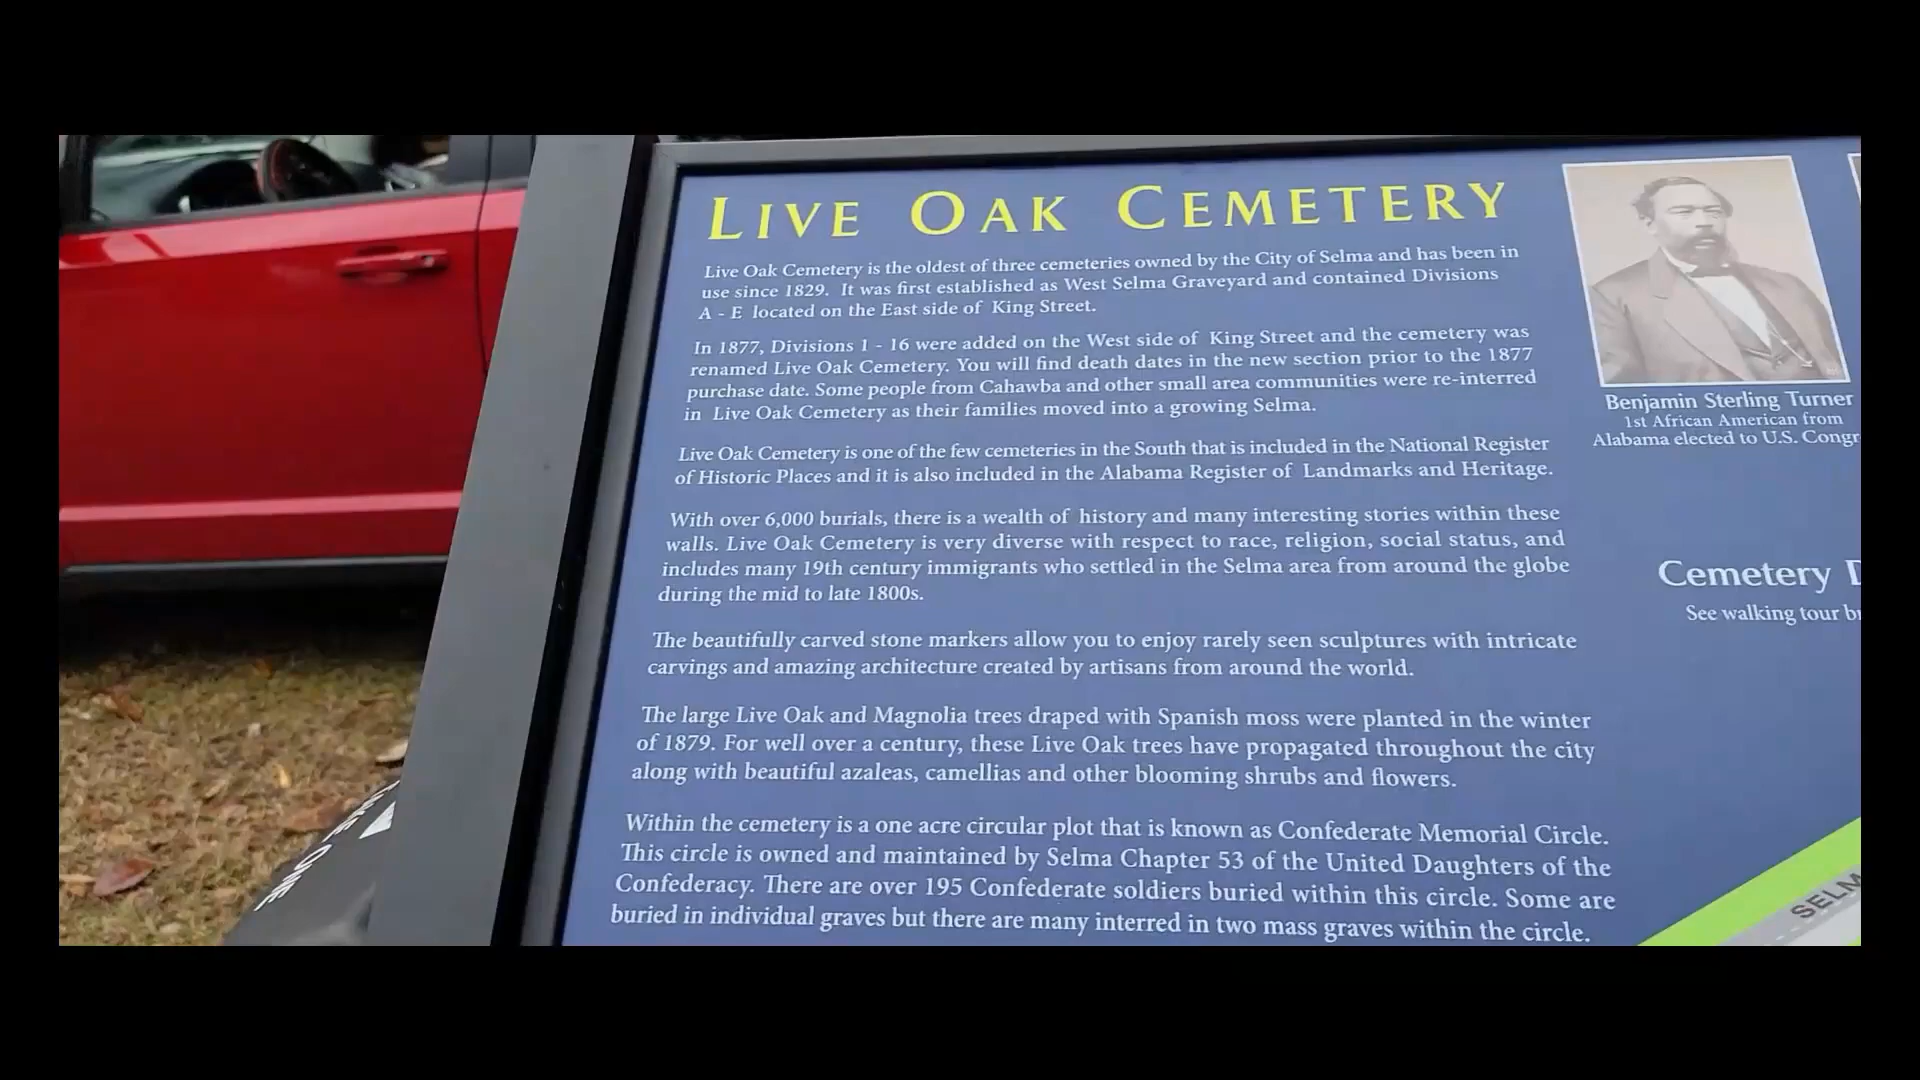 LIVE OAK CEMETERY
Live Oak Cemetery is the oldest of three cemeteries owned by the City of Selma and has been in
use since 1829. It was first established as West Selma Graveyard and contained Divisions
A - E located on the East side of King Street.
In 1877, Divisions 1 - 16 were added on the West side of King Street and the cemetery was
renamed Live Oak Cemetery. You will find death dates in the new section prior to the 1877
purchase date. Some people from Cahawba and other small area communities were re-interred
in Live Oak Cemetery as their families moved into a growing Selma.
Live Oak Cemetery is one of the few cemeteries in the South that is included in the National Register
of Historic Places and it is also included in the Alabama Register of Landmarks and Heritage.
With over 6,000 burials, there is a wealth of history and many interesting stories within these
walls. Live Oak Cemetery is very diverse with respect to race, religion, social status, and
includes many 19th century immigrants who settled in the Selma area from around the globe
during the mid to late 1800s.
The beautifully carved stone markers allow you to enjoy rarely seen sculptures with intricate
carvings and amazing architecture created by artisans from around the world.
The large Live Oak and Magnolia trees draped with Spanish moss were planted in the winter
of 1879. For well over a century, these Live Oak trees have propagated throughout the city
along with beautiful azaleas, camellias and other blooming shrubs and flowers.
Within the cemetery is a one acre circular plot that is known as Confederate Memorial Circle.
This circle is owned and maintained by Selma Chapter 53 of the United Daughters of the
Confederacy. There are over 195 Confederate soldiers buried within this circle. Some are
buried in individual graves but there are many interred in two mass graves within the circle.
Benjamin Sterling Turner
1st African American from
Alabama elected to U.S. Congr
Cemetery D
See walking tour br
SELM